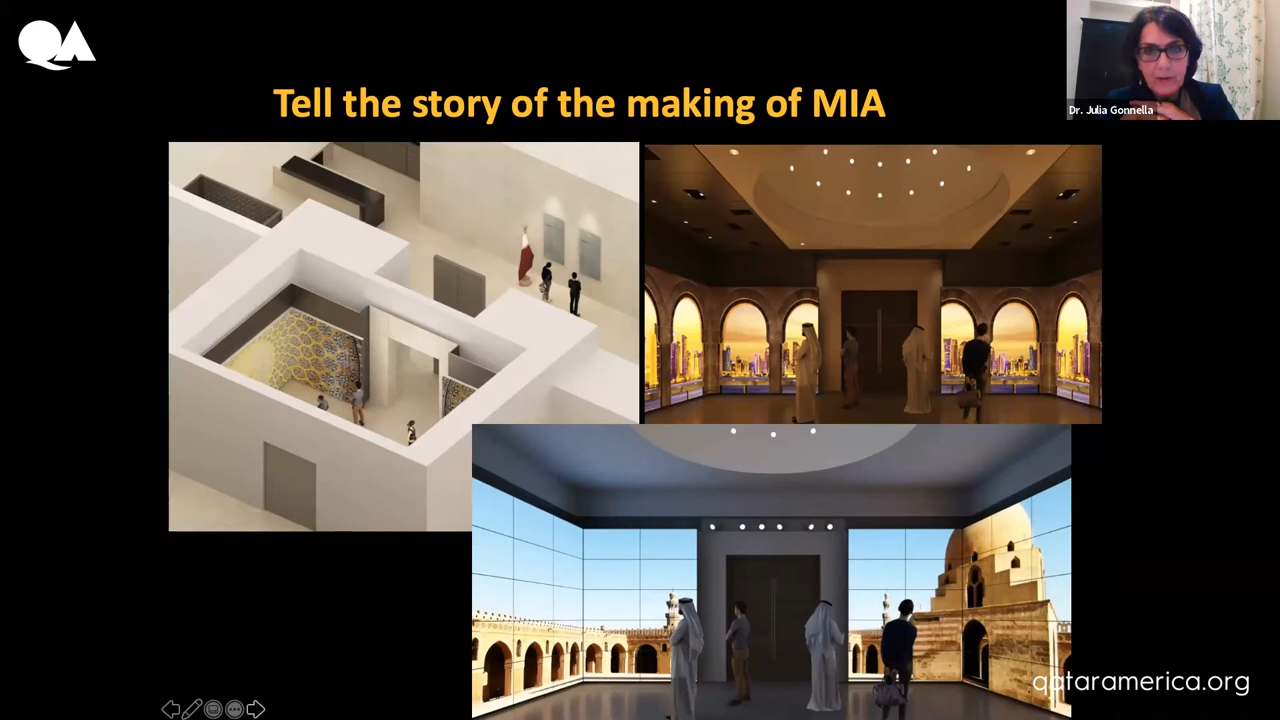 QA
Tell the story of the making of MIA
Dr. Julia Gonnella
qataramerica.org